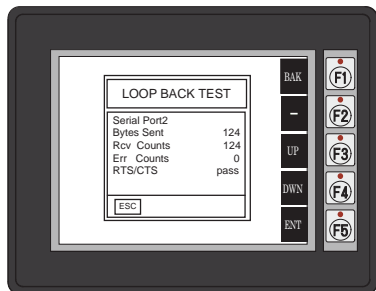 LOOP BACK TEST
Serial Port2
Bytes Sent 124
Rcv Counts 124
Err Counts 0
RTS/CTS pass
ESC
BAK
–
UP
DWN
ENT
F1
F2
F3
F4
F5